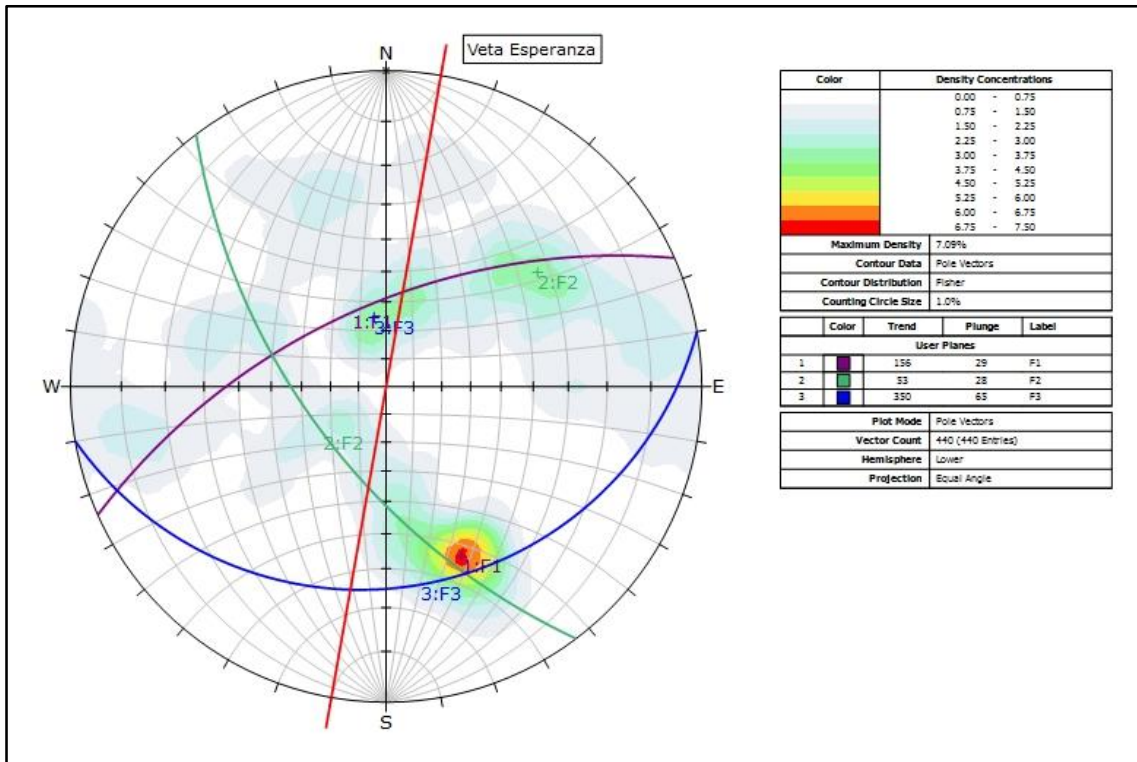 Veta Esperanza
N
W
E
S
1:F1
3:F3
2:F2
2:F2
1:F1
3:F3
Color Density Concentrations
0.00 - 0.75
0.75 - 1.50
1.50 - 2.25
2.25 - 3.00
3.00 - 3.75
3.75 - 4.50
4.50 - 5.25
5.25 - 6.00
6.00 - 6.75
6.75 - 7.50
Maximum Density 7.09%
Contour Data Pole Vectors
Contour Distribution Fisher
Counting Circle Size 1.0%
Color Trend Plunge Label
User Planes
1 156 29 F1
2 53 28 F2
3 350 65 F3
Plot Mode Pole Vectors
Vector Count 440 (440 Entries)
Hemisphere Lower
Projection Equal Angle